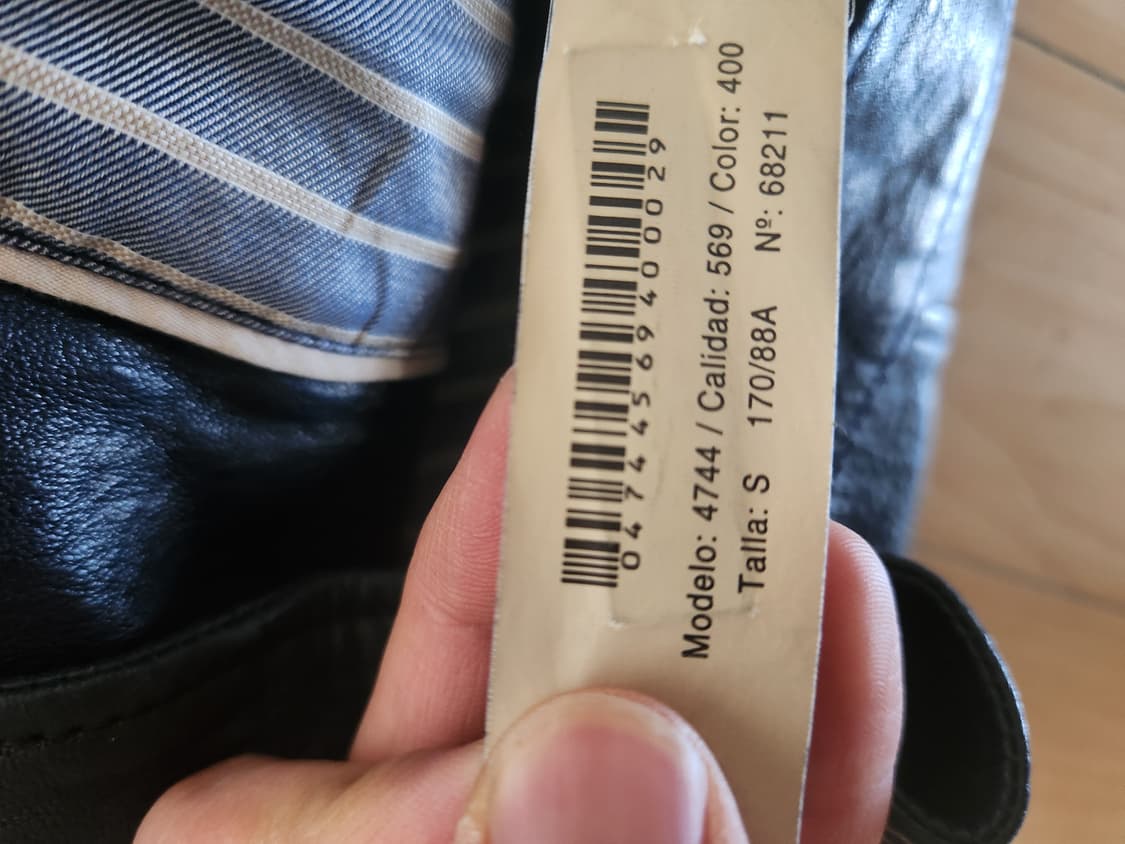 0474456940029
Modelo: 4744 / Calidad: 569 / Color: 400
Talla: S 170/88A Nº: 68211